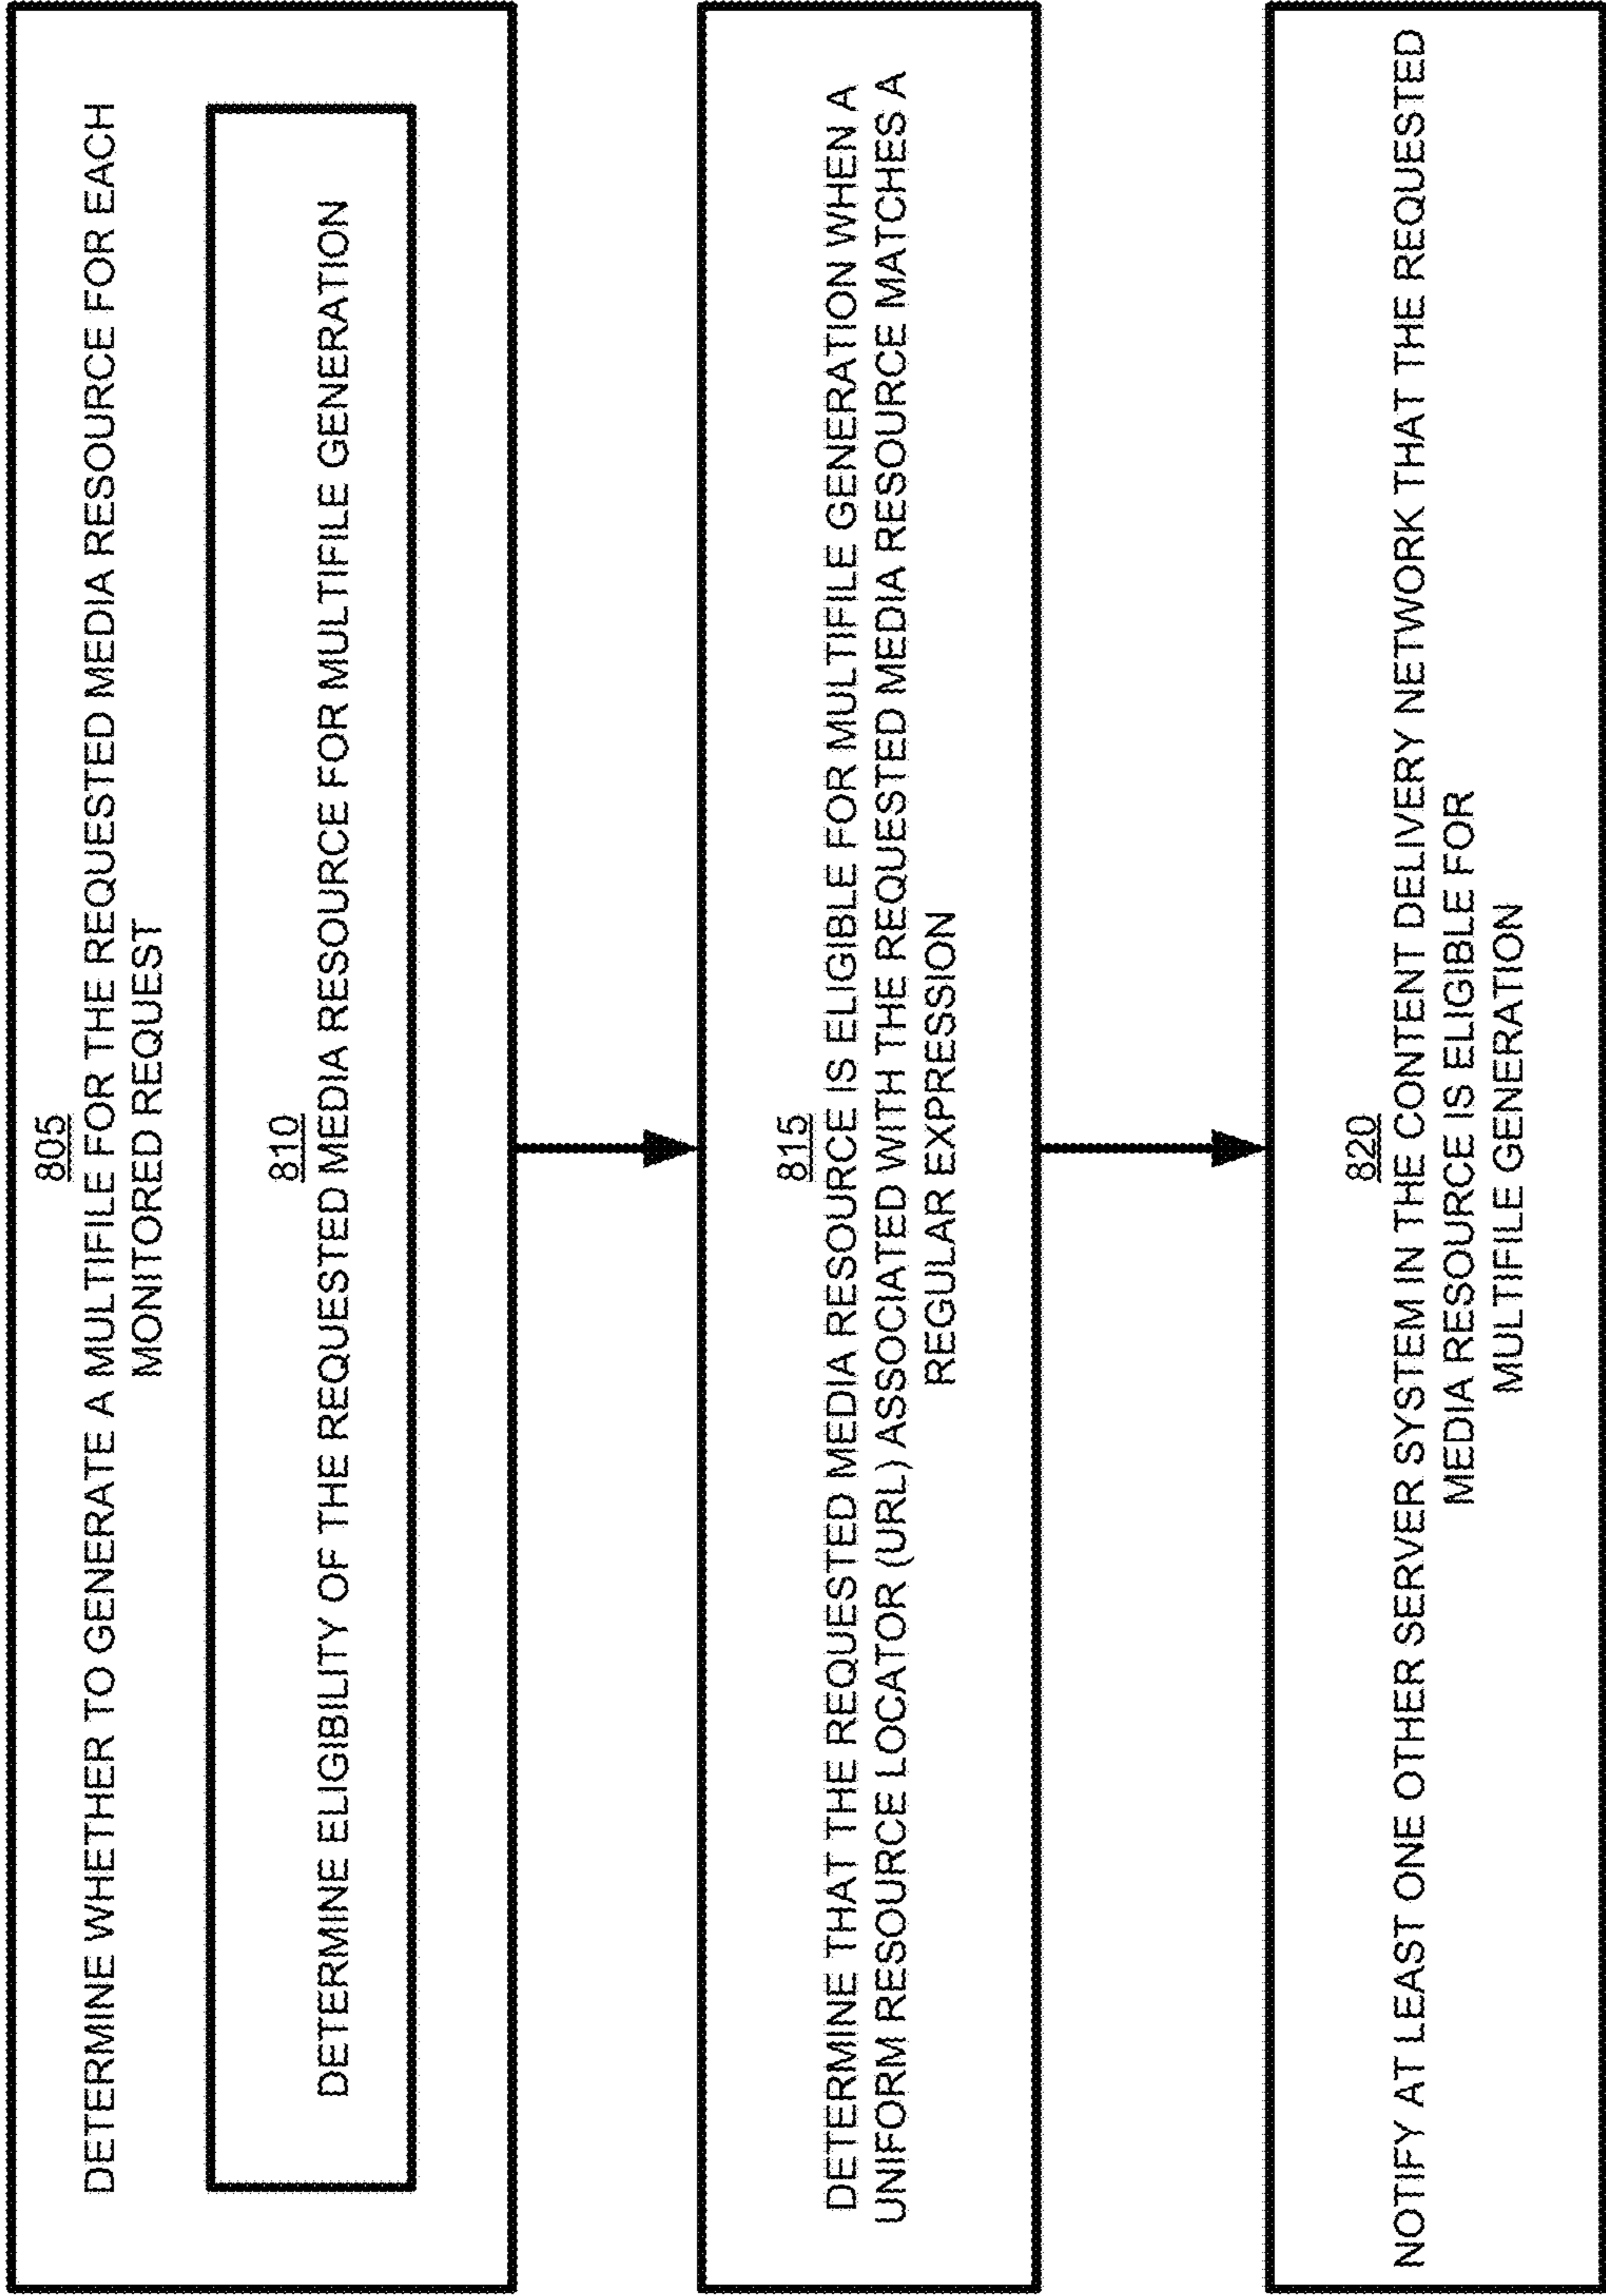 805
DETERMINE WHETHER TO GENERATE A MULTIFILE FOR THE REQUESTED MEDIA RESOURCE FOR EACH
MONITORED REQUEST
810
DETERMINE ELIGIBILITY OF THE REQUESTED MEDIA RESOURCE FOR MULTIFILE GENERATION
815
DETERMINE THAT THE REQUESTED MEDIA RESOURCE IS ELIGIBLE FOR MULTIFILE GENERATION WHEN A
UNIFORM RESOURCE LOCATOR (URL) ASSOCIATED WITH THE REQUESTED MEDIA RESOURCE MATCHES A
REGULAR EXPRESSION
820
NOTIFY AT LEAST ONE OTHER SERVER SYSTEM IN THE CONTENT DELIVERY NETWORK THAT THE REQUESTED
MEDIA RESOURCE IS ELIGIBLE FOR
MULTIFILE GENERATION